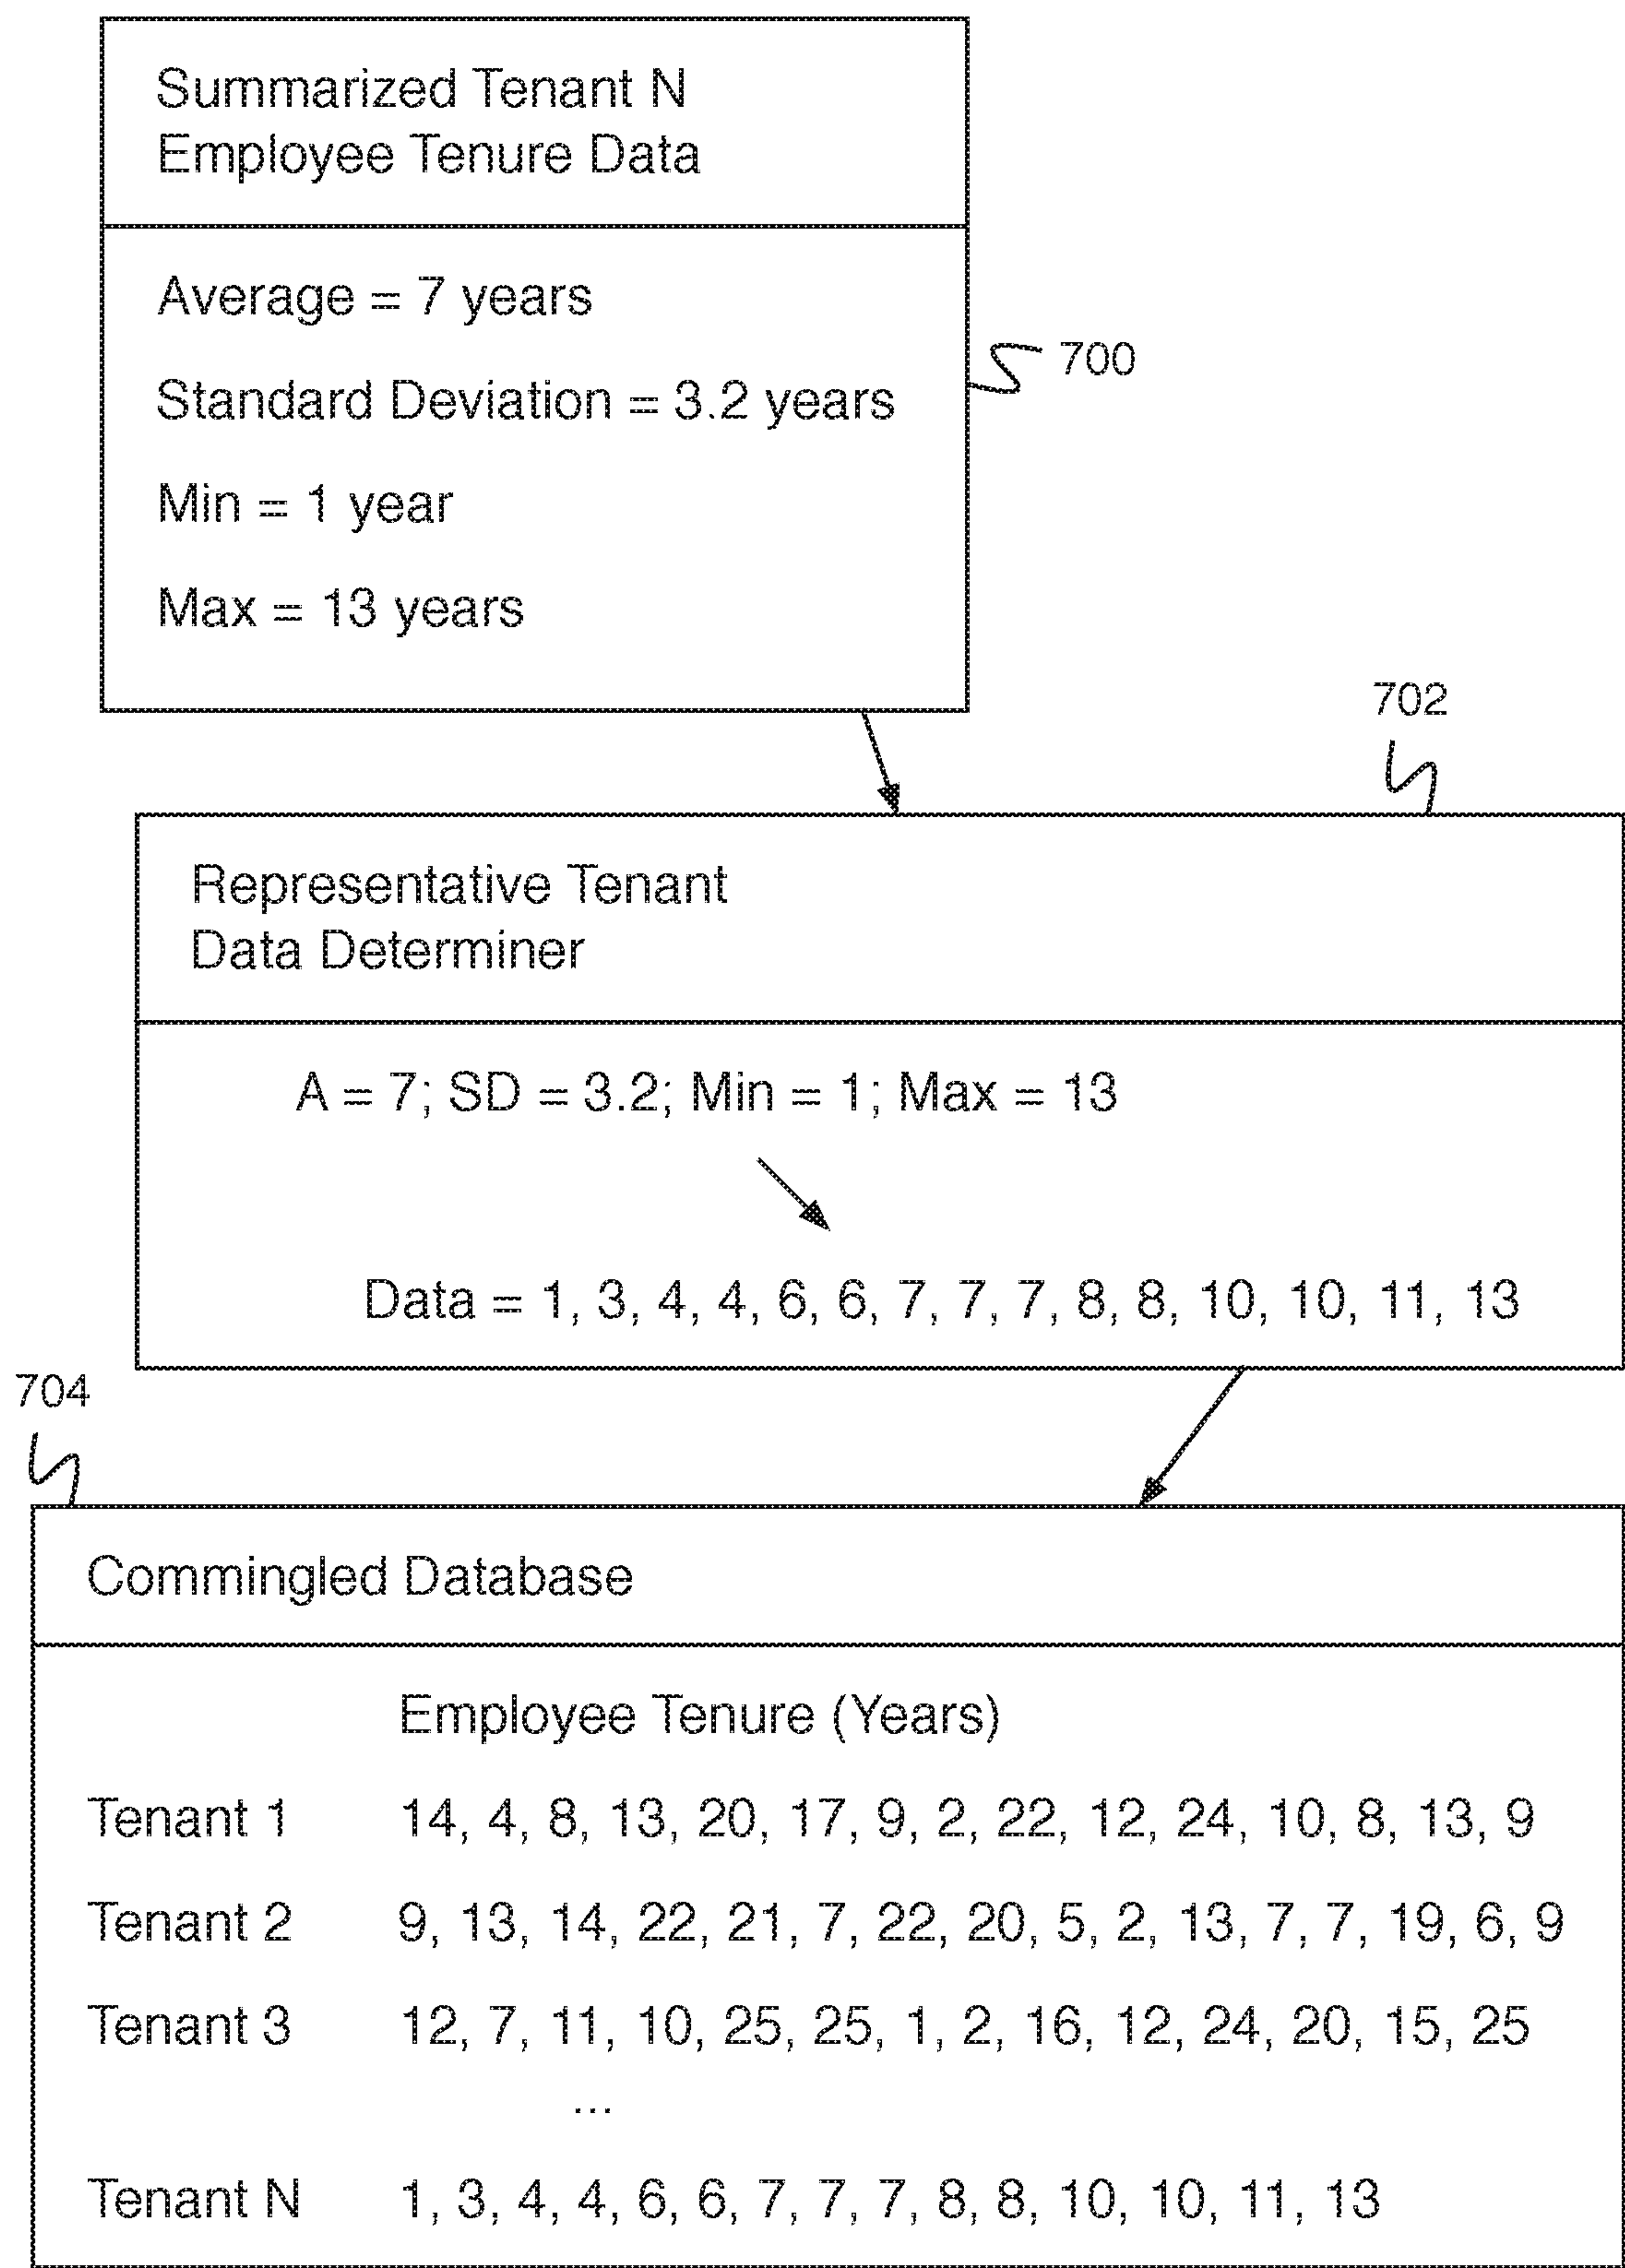 Summarized Tenant N
Employee Tenure Data
Average = 7 years
Standard Deviation = 3.2 years
Min = 1 year
Max = 13 years
700
702
Representative Tenant
Data Determiner
A = 7; SD = 3.2; Min = 1; Max = 13
Data = 1, 3, 4, 4, 6, 6, 7, 7, 7, 8, 8, 10, 10, 11, 13
704
Commingled Database
Employee Tenure (Years)
Tenant 1 14, 4, 8, 13, 20, 17, 9, 2, 22, 12, 24, 10, 8, 13, 9
Tenant 2 9, 13, 14, 22, 21, 7, 22, 20, 5, 2, 13, 7, 7, 19, 6, 9
Tenant 3 12, 7, 11, 10, 25, 25, 1, 2, 16, 12, 24, 20, 15, 25
...
Tenant N 1, 3, 4, 4, 6, 6, 7, 7, 7, 8, 8, 10, 10, 11, 13